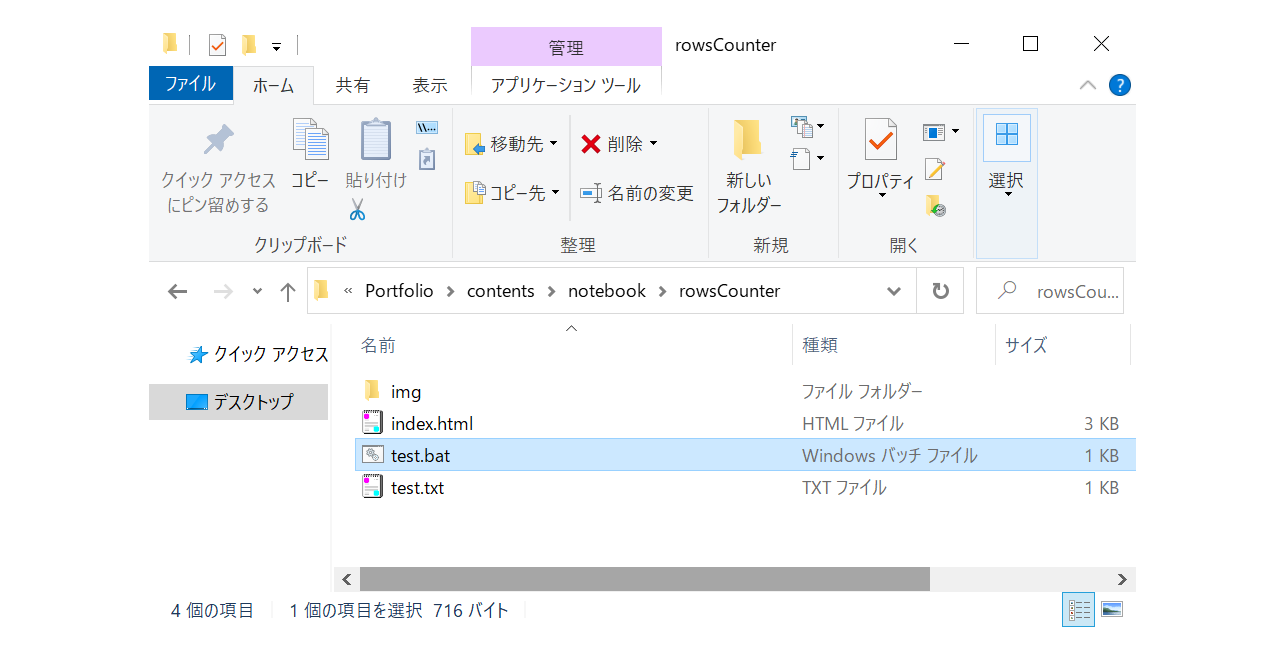 管理
rowsCounter
ファイル
ホーム
共有
表示
アプリケーション ツール
?
クイック アクセス
にピン留めする
コピー
貼り付け
\\...
移動先
コピー先
削除
名前の変更
新しい
フォルダー
プロパティ
選択
クリップボード
整理
新規
開く
« Portfolio > contents > notebook > rowsCounter
rowsCou...
クイック アクセス
デスクトップ
名前 種類 サイズ
img ファイル フォルダー
index.html HTML ファイル 3 KB
test.bat Windows バッチ ファイル 1 KB
test.txt TXT ファイル 1 KB
4 個の項目 1 個の項目を選択 716 バイト